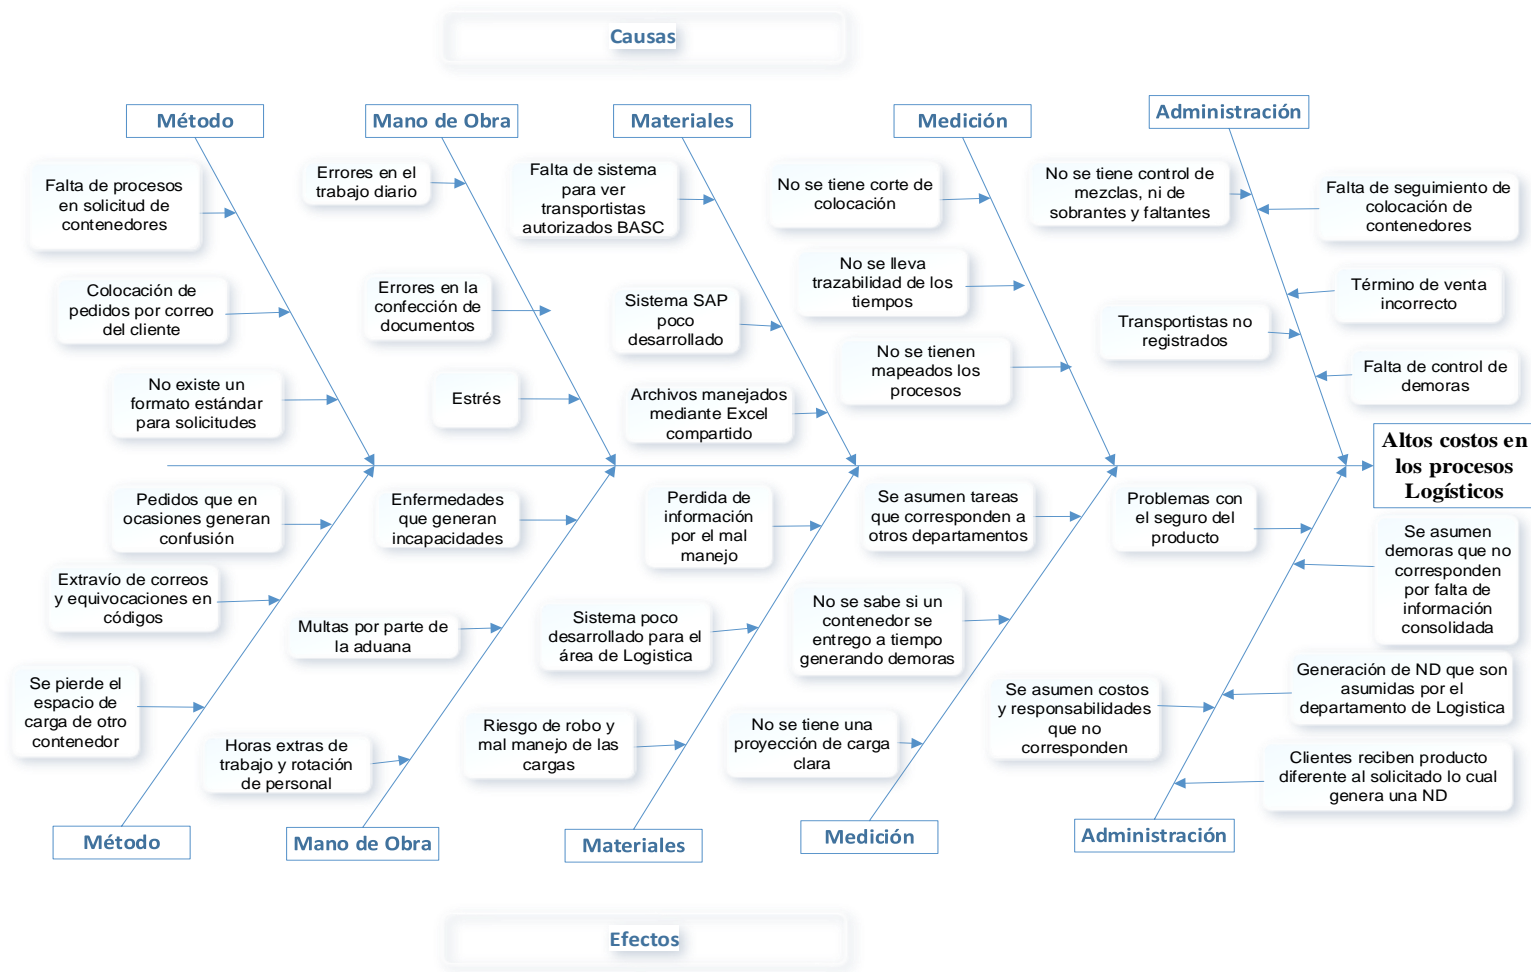 Causas
Método
Mano de Obra
Materiales
Medición
Administración
Falta de procesos
en solicitud de
contenedores
Colocación de
pedidos por correo
del cliente
No existe un
formato estándar
para solicitudes
Errores en el
trabajo diario
Errores en la
confección de
documentos
Estrés
Falta de sistema
para ver
transportistas
autorizados BASC
Sistema SAP
poco
desarrollado
Archivos manejados
mediante Excel
compartido
No se tiene corte de
colocación
No se lleva
trazabilidad de los
tiempos
No se tienen
mapeados los
procesos
No se tiene control de
mezclas, ni de
sobrantes y faltantes
Transportistas no
registrados
Falta de seguimiento de
colocación de
contenedores
Término de venta
incorrecto
Falta de control de
demoras
Altos costos en
los procesos
Logísticos
Pedidos que en
ocasiones generan
confusión
Extravío de correos
y equivocaciones en
códigos
Se pierde el
espacio de
carga de otro
contenedor
Enfermedades
que generan
incapacidades
Multas por parte de
la aduana
Horas extras de
trabajo y rotación
de personal
Perdida de
información
por el mal
manejo
Sistema poco
desarrollado para el
área de Logistica
Riesgo de robo y
mal manejo de las
cargas
Se asumen tareas
que corresponden a
otros departamentos
No se sabe si un
contenedor se
entrego a tiempo
generando demoras
No se tiene una
proyección de carga
clara
Problemas con
el seguro del
producto
Se asumen costos
y responsabilidades
que no
corresponden
Se asumen
demoras que no
corresponden
por falta de
información
consolidada
Generación de ND que son
asumidas por el
departamento de Logistica
Clientes reciben producto
diferente al solicitado lo cual
genera una ND
Método
Mano de Obra
Materiales
Medición
Administración
Efectos